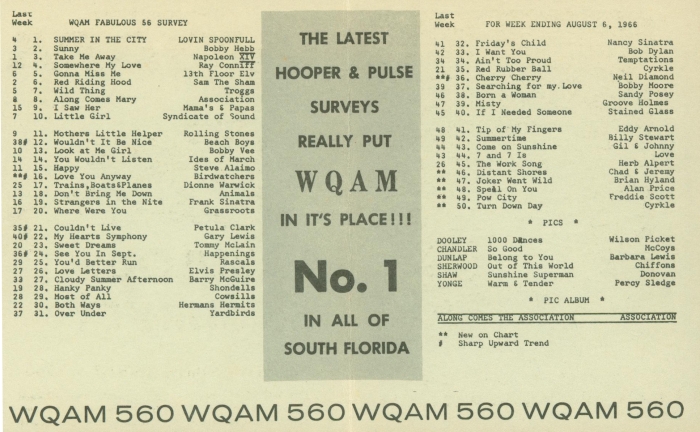 Last
Week WQAM FABULOUS 56 SURVEY
4 1. SUMMER IN THE CITY LOVIN SPOONFULL
3 2. Sunny Bobby Hebb
1 3. Take Me Away Napoleon XIV
12 4. Somewhere My Love Ray Conniff
6 5. Gonna Miss Me 13th Floor Elv
2 6. Red Riding Hood Sam The Sham
5 7. Wild Thing Troggs
8 8. Along Comes Mary Association
15 9. I Saw Her Mama's & Papas
7 10. Little Girl Syndicate of Sound
9 11. Mothers Little Helper Rolling Stones
38# 12. Wouldn't It Be Nice Beach Boys
10 13. Look at Me Girl Bobby Vee
14 14. You Wouldn't Listen Ides of March
11 15. Happy Steve Alaimo
**# 16. Love You Anyway Birdwatchers
25 17. Trains,Boats&Planes Dionne Warwick
13 18. Don't Bring Me Down Animals
16 19. Strangers in the Nite Frank Sinatra
17 20. Where Were You Grassroots
35# 21. Couldn't Live Petula Clark
40# 22. My Hearts Symphony Gary Lewis
20 23. Sweet Dreams Tommy McLain
36# 24. See You In Sept. Happenings
29 25. You'd Better Run Rascals
27 26. Love Letters Elvis Presley
33 27. Cloudy Summer Afternoon Barry McGuire
19 28. Hanky Panky Shondells
28 29. Most of All Cowsills
22 30. Both Ways Hermans Hermits
37 31. Over Under Yardbirds
THE LATEST
HOOPER & PULSE
SURVEYS
REALLY PUT
WQAM
IN IT'S PLACE!!!
No. 1
IN ALL OF
SOUTH FLORIDA
Last
Week FOR WEEK ENDING AUGUST 6, 1966
41 32. Friday's Child Nancy Sinatra
42 33. I Want You Bob Dylan
34 34. Ain't Too Proud Temptations
21 35. Red Rubber Ball Cyrkle
**# 36. Cherry Cherry Neil Diamond
39 37. Searching for my Love Bobby Moore
46 38. Born a Woman Sandy Posey
47 39. Misty Groove Holmes
45 40. If I Needed Someone Stained Glass
48 41. Tip of My Fingers Eddy Arnold
49 42. Summertime Billy Stewart
44 43. Come on Sunshine Gil & Johnny
43 44. 7 and 7 Is Love
26 45. The Work Song Herb Alpert
** 46. Distant Shores Chad & Jeremy
** 47. Joker Went Wild Brian Hyland
** 48. Spell On You Alan Price
** 49. Pow City Freddie Scott
** 50. Turn Down Day Cyrkle
* PICS *
DOOLEY 1000 Dances Wilson Picket
CHANDLER So Good McCoys
DUNLAP Belong to You Barbara Lewis
SHERWOOD Out of This World Chiffons
SHAW Sunshine Superman Donovan
YONGE Warm & Tender Percy Sledge
* PIC ALBUM *
ALONG COMES THE ASSOCIATION ASSOCIATION
** New on Chart
# Sharp Upward Trend
WQAM 560 WQAM 560 WQAM 560 WQAM 560